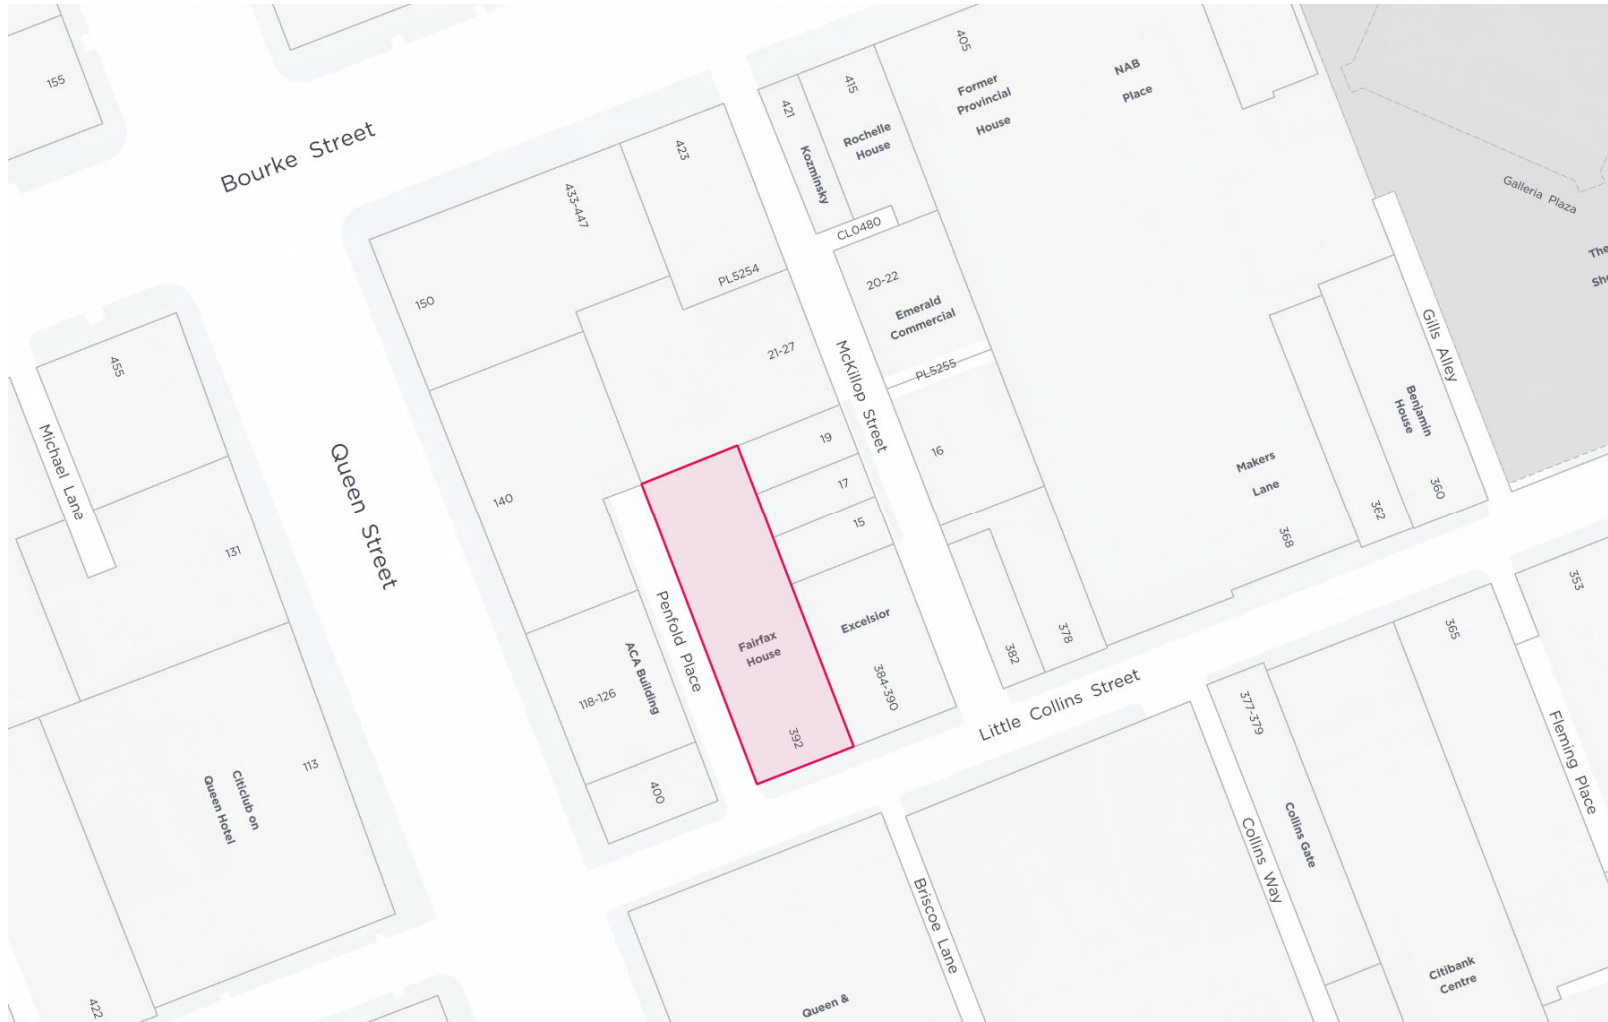 155
Bourke Street
150
433-447
423
PL5254
421
Kozminsky
415
Rochelle
House
405
Former
Provincial
House
NAB
Place
CL0480
20-22
Emerald
Commercial
PL5255
21-27
McKillop Street
Galleria Plaza
The
Sho
Gills Alley
Benjamin
House
360
362
Makers
Lane
368
16
19
17
15
455
Michael Lane
131
Queen Street
140
Penfold Place
ACA Building
118-126
400
Fairfax
House
392
Excelsior
384-390
382
378
Little Collins Street
353
365
Fleming Place
377-379
Collins Gate
Collins Way
Citibank
Centre
Briscoe Lane
Queen &
113
Citiclub on
Queen Hotel
422